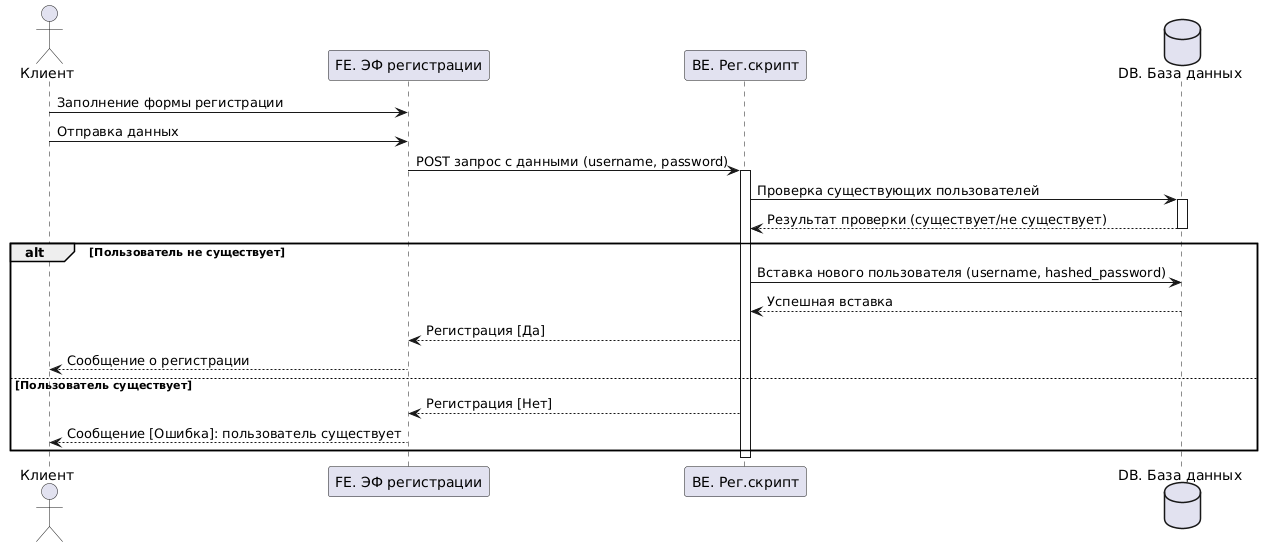 Клиент
FE. ЭФ регистрации
BE. Рег.скрипт
DB. База данных
Заполнение формы регистрации
Отправка данных
POST запрос с данными (username, password)
Проверка существующих пользователей
Результат проверки (существует/не существует)
alt [Пользователь не существует]
Вставка нового пользователя (username, hashed_password)
Успешная вставка
Регистрация [Да]
Сообщение о регистрации
[Пользователь существует]
Регистрация [Нет]
Сообщение [Ошибка]: пользователь существует
Клиент
FE. ЭФ регистрации
BE. Рег.скрипт
DB. База данных